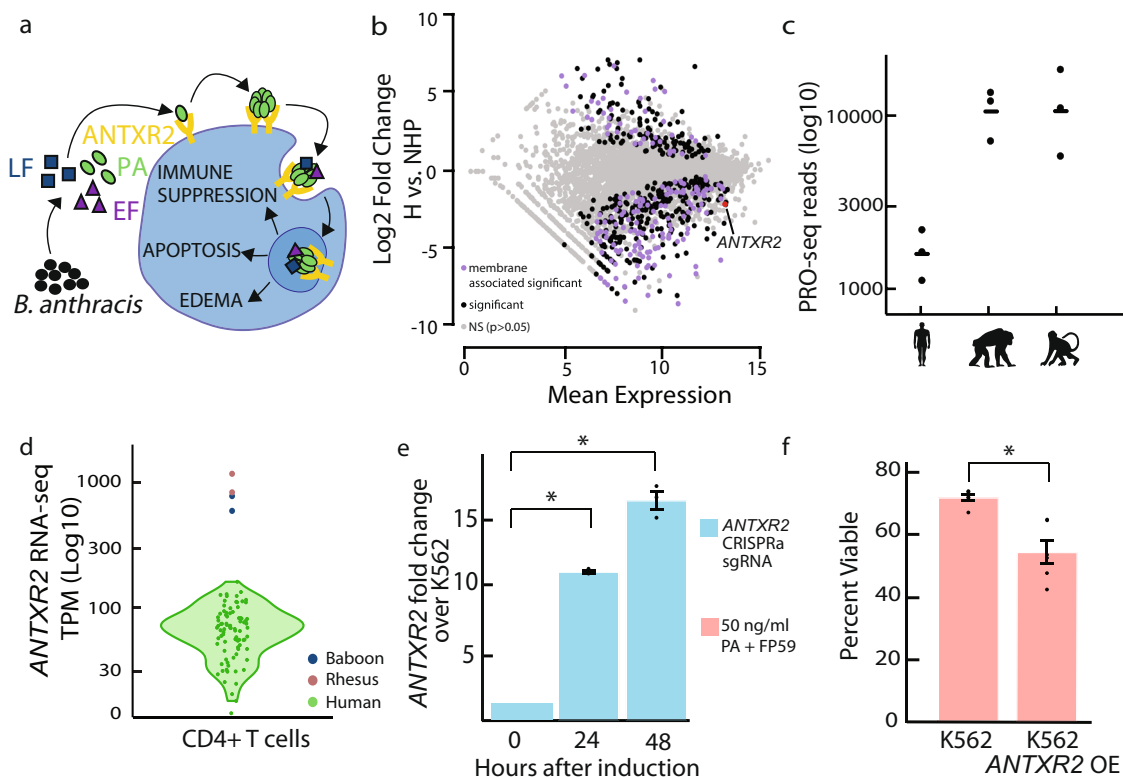 a
LF
ANTXR2
PA
EF
IMMUNE
SUPPRESSION
APOPTOSIS
EDEMA
B. anthracis
b
Log2 Fold Change
H vs. NHP
10
5
0
-5
-10
ANTXR2
membrane
associated significant
significant
NS (p>0.05)
0
5
10
15
Mean Expression
c
PRO-seq reads (log10)
10000
3000
1000
d
ANTXR2 RNA-seq
TPM (Log10)
1000
300
100
30
0
Baboon
Rhesus
Human
CD4+ T cells
e
ANTXR2 fold change
over K562
15
10
5
*
*
0
24
48
Hours after induction
ANTXR2
CRISPRa
sgRNA
50 ng/ml
PA + FP59
f
Percent Viable
80
60
40
20
0
*
K562
K562
ANTXR2 OE